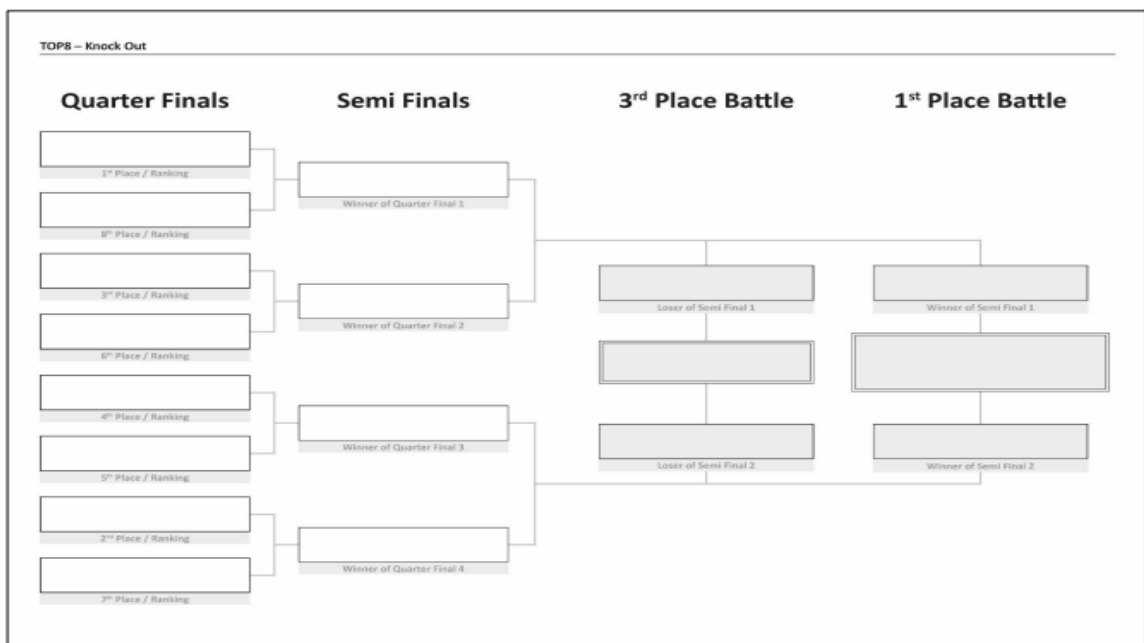 TOP8 – Knock Out
Quarter Finals
Semi Finals
3rd Place Battle
1st Place Battle
1st Place / Ranking
8th Place / Ranking
3rd Place / Ranking
6th Place / Ranking
4th Place / Ranking
5th Place / Ranking
2nd Place / Ranking
7th Place / Ranking
Winner of Quarter Final 1
Winner of Quarter Final 2
Winner of Quarter Final 3
Winner of Quarter Final 4
Loser of Semi Final 1
Loser of Semi Final 2
Winner of Semi Final 1
Winner of Semi Final 2